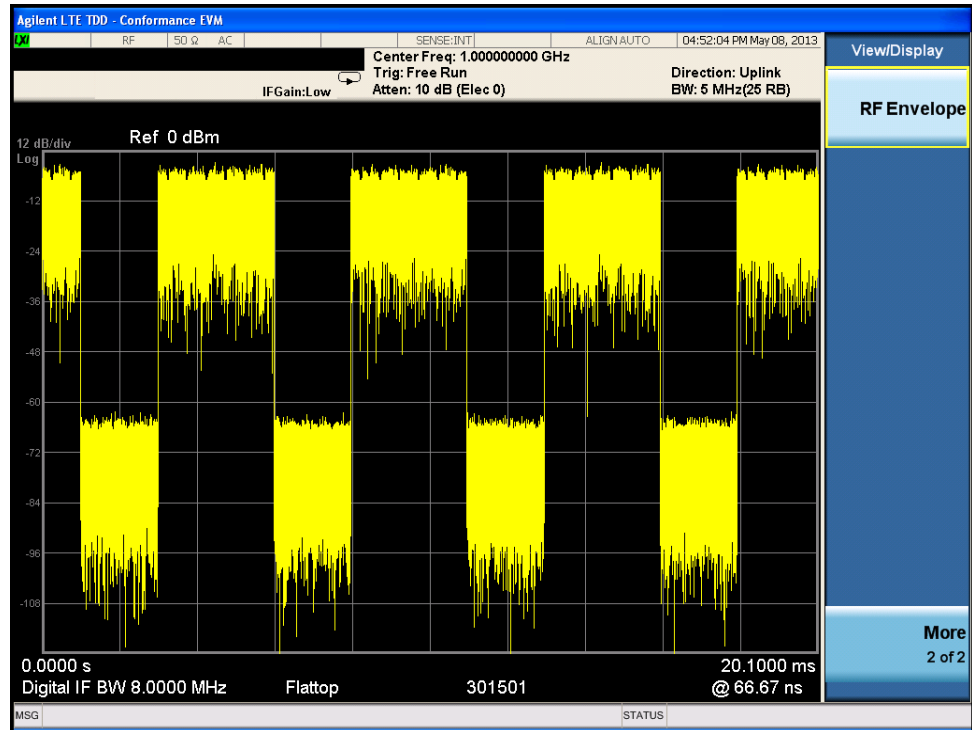 Agilent LTE TDD - Conformance EVM
LXI RF 50 Ω AC SENSE:INT ALIGN AUTO 04:52:04 PM May 08, 2013
Center Freq: 1.000000000 GHz
Trig: Free Run Direction: Uplink
IFGain:Low Atten: 10 dB (Elec 0) BW: 5 MHz(25 RB)
View/Display
RF Envelope
12 dB/div Ref 0 dBm
Log
-12
-24
-36
-48
-60
-72
-84
-96
-108
0.0000 s 20.1000 ms
Digital IF BW 8.0000 MHz Flattop 301501 @ 66.67 ns
More
2 of 2
MSG STATUS